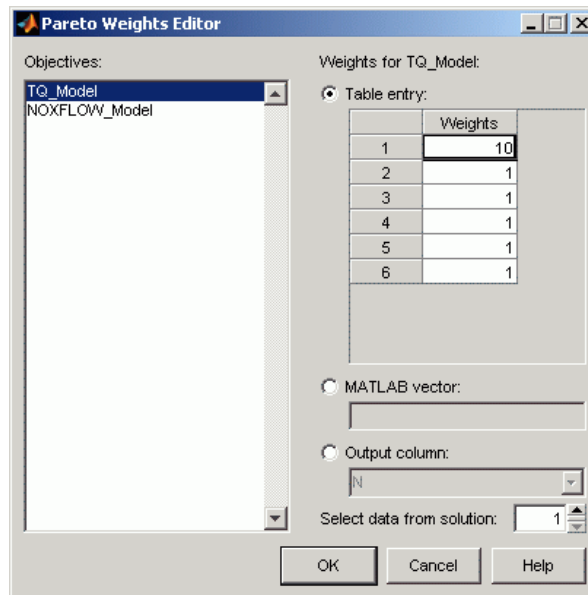 Pareto Weights Editor
Objectives:
TQ_Model
NOXFLOW_Model
Weights for TQ_Model:
Table entry:
Weights
1 10
2 1
3 1
4 1
5 1
6 1
MATLAB vector:
Output column:
N
Select data from solution: 1
OK Cancel Help